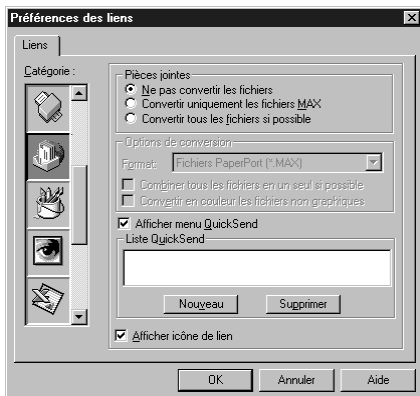 Préférences des liens
Liens
Catégorie :
Pièces jointes
Ne pas convertir les fichiers
Convertir uniquement les fichiers MAX
Convertir tous les fichiers si possible
Options de conversion
Format: Fichiers PaperPort (*.MAX)
Combiner tous les fichiers en un seul si possible
Convertir en couleur les fichiers non graphiques
Afficher menu QuickSend
Liste QuickSend
Nouveau Supprimer
Afficher icône de lien
OK Annuler Aide